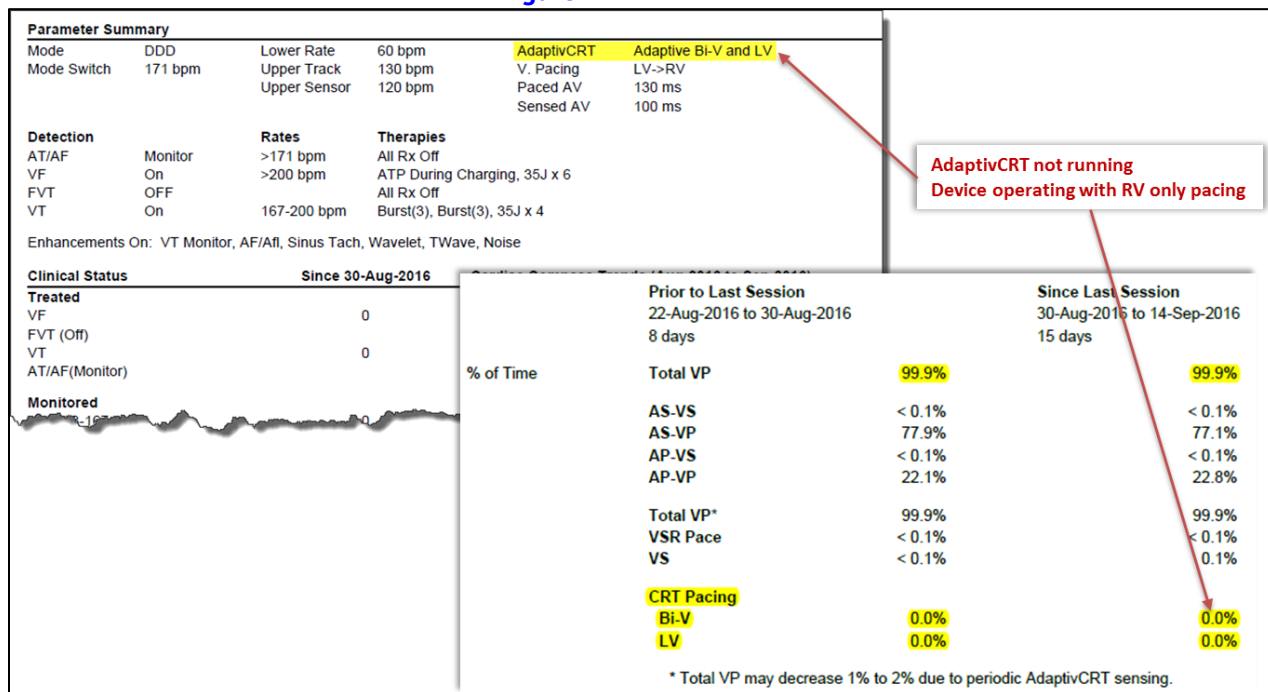 Parameter Summary
Mode DDD Lower Rate 60 bpm AdaptivCRT Adaptive Bi-V and LV
Mode Switch 171 bpm Upper Track 130 bpm V. Pacing LV->RV
Upper Sensor 120 bpm Paced AV 130 ms
Sensed AV 100 ms
Detection Rates Therapies
AT/AF Monitor >171 bpm All Rx Off
VF On >200 bpm ATP During Charging, 35J x 6
FVT OFF All Rx Off
VT On 167-200 bpm Burst(3), Burst(3), 35J x 4
Enhancements On: VT Monitor, AF/Afl, Sinus Tach, Wavelet, TWave, Noise
AdaptivCRT not running
Device operating with RV only pacing
Clinical Status Since 30-Aug-2016
Treated
VF 0
FVT (Off)
VT 0
AT/AF(Monitor)
Monitored
Prior to Last Session Since Last Session
22-Aug-2016 to 30-Aug-2016 30-Aug-2016 to 14-Sep-2016
8 days 15 days
% of Time Total VP 99.9% 99.9%
AS-VS < 0.1% < 0.1%
AS-VP 77.9% 77.1%
AP-VS < 0.1% < 0.1%
AP-VP 22.1% 22.8%
Total VP* 99.9% 99.9%
VSR Pace < 0.1% < 0.1%
VS < 0.1% 0.1%
CRT Pacing
Bi-V 0.0% 0.0%
LV 0.0% 0.0%
* Total VP may decrease 1% to 2% due to periodic AdaptivCRT sensing.